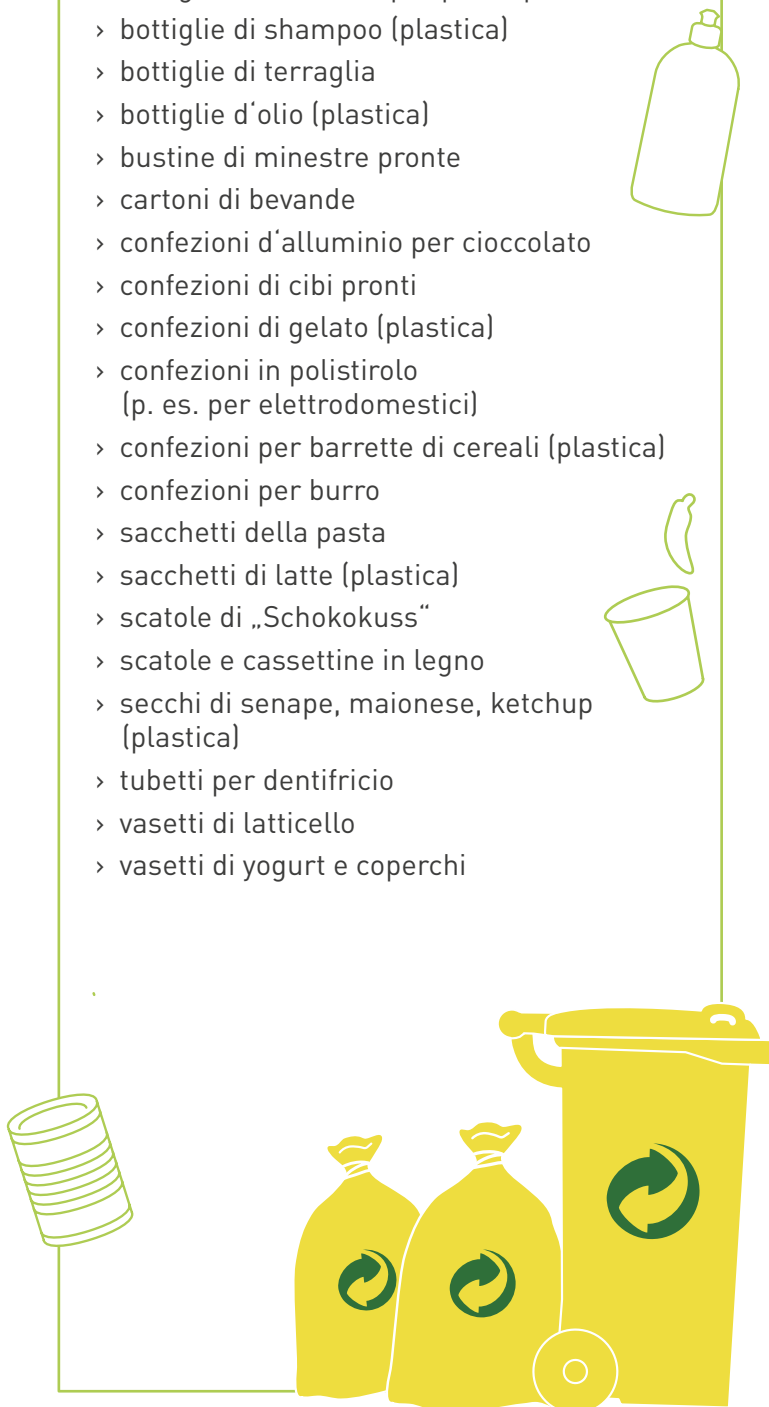 › bottiglie di shampoo (plastica)
› bottiglie di terraglia
› bottiglie d‘olio (plastica)
› bustine di minestre pronte
› cartoni di bevande
› confezioni d‘alluminio per cioccolato
› confezioni di cibi pronti
› confezioni di gelato (plastica)
› confezioni in polistirolo
(p. es. per elettrodomestici)
› confezioni per barrette di cereali (plastica)
› confezioni per burro
› sacchetti della pasta
› sacchetti di latte (plastica)
› scatole di „Schokokuss“
› scatole e cassettine in legno
› secchi di senape, maionese, ketchup
(plastica)
› tubetti per dentifricio
› vasetti di latticello
› vasetti di yogurt e coperchi